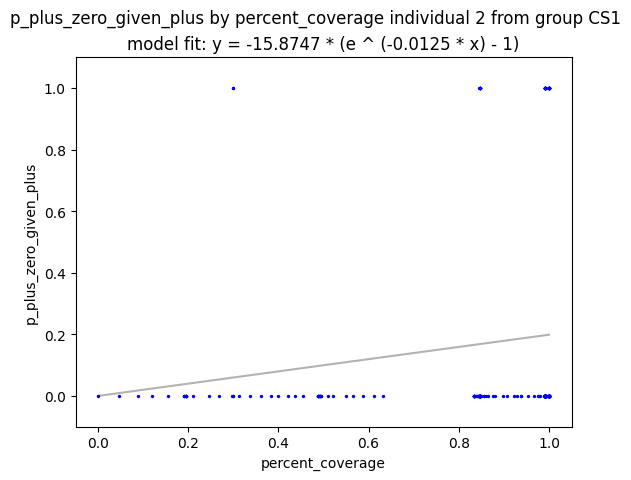 p_plus_zero_given_plus by percent_coverage individual 2 from group CS1
model fit: y = -15.8747 * (e ^ (-0.0125 * x) - 1)
1.0
0.8
0.6
0.4
0.2
0.0
p_plus_zero_given_plus
0.0 0.2 0.4 0.6 0.8 1.0
percent_coverage